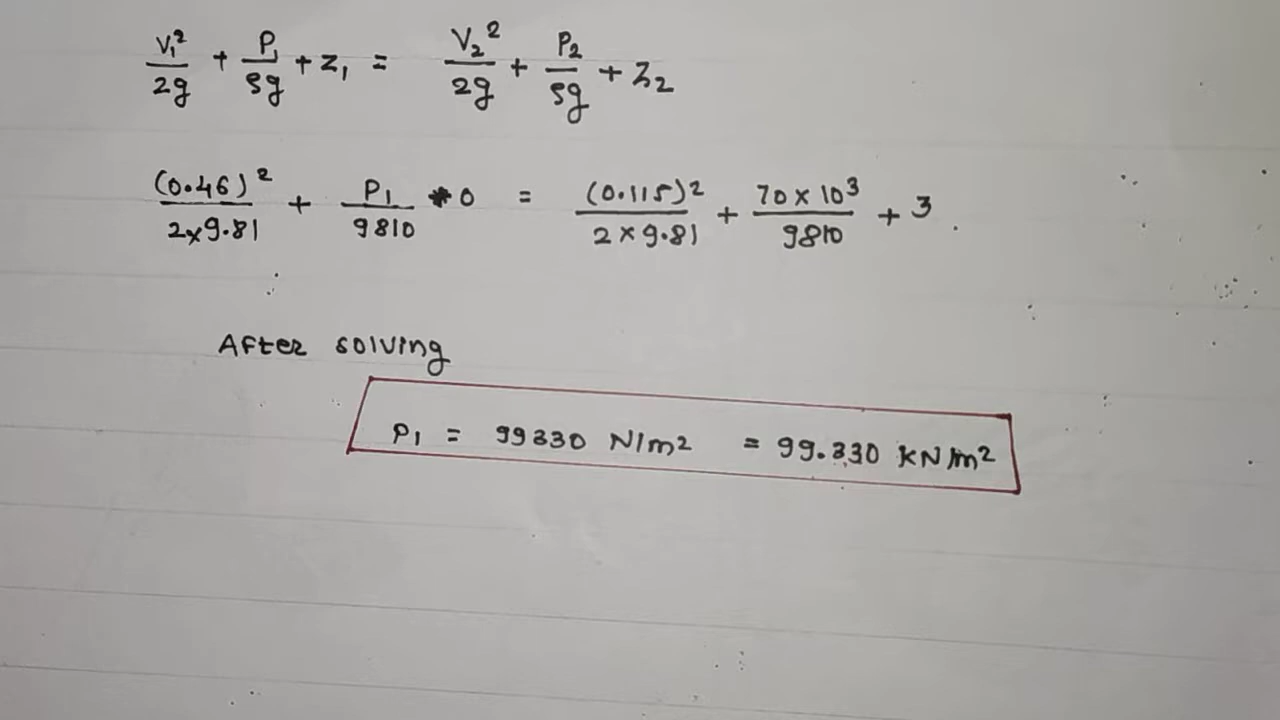 V₁²/2g + P₁/ρg + z₁ = V₂²/2g + P₂/ρg + z₂
(0.46)²/2×9.81 + P₁/9810 * 0 = (0.115)²/2×9.81 + 70×10³/9810 + 3.
After solving
P₁ = 99330 N/m² = 99.330 KN/m²